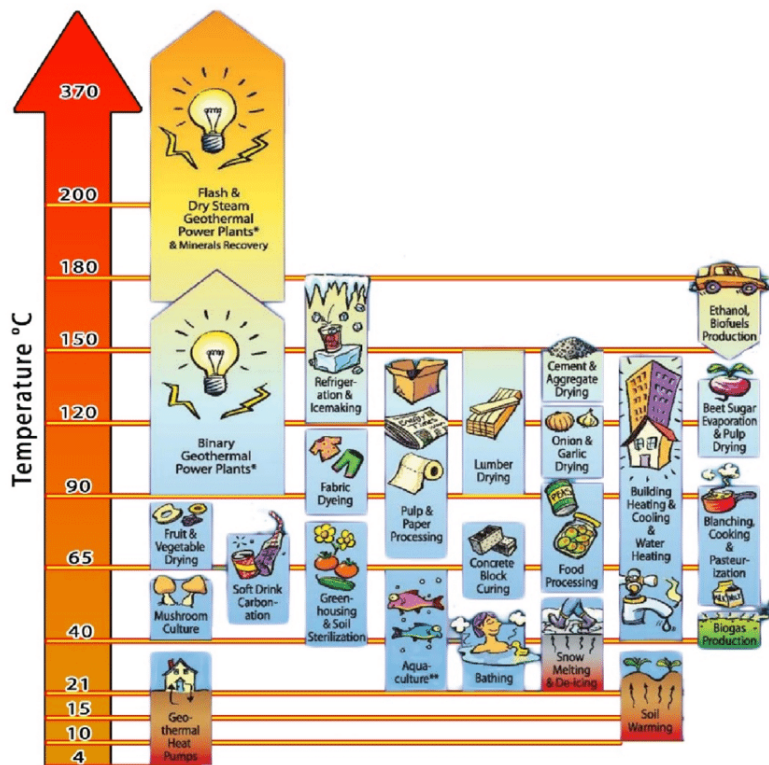 Temperature °C
370
200
180
150
120
90
65
40
21
15
10
4
Flash &
Dry Steam
Geothermal
Power Plants*
& Minerals Recovery
Binary
Geothermal
Power Plants*
Fruit &
Vegetable
Drying
Mushroom
Culture
Geo-
thermal
Heat
Pumps
Soft Drink
Carbon-
ation
Refriger-
ation &
Icemaking
Fabric
Dyeing
Green-
housing
& Soil
Sterilization
Pulp &
Paper
Processing
Aqua-
culture**
Lumber
Drying
Concrete
Block
Curing
Bathing
Cement &
Aggregate
Drying
Onion &
Garlic
Drying
PEAS
Food
Processing
Snow
Melting
& De-Icing
Building
Heating &
Cooling
&
Water
Heating
Soil
Warming
Ethanol,
Biofuels
Production
Beet Sugar
Evaporation
& Pulp
Drying
Blanching,
Cooking
&
Pasteur-
ization
Biogas
Production